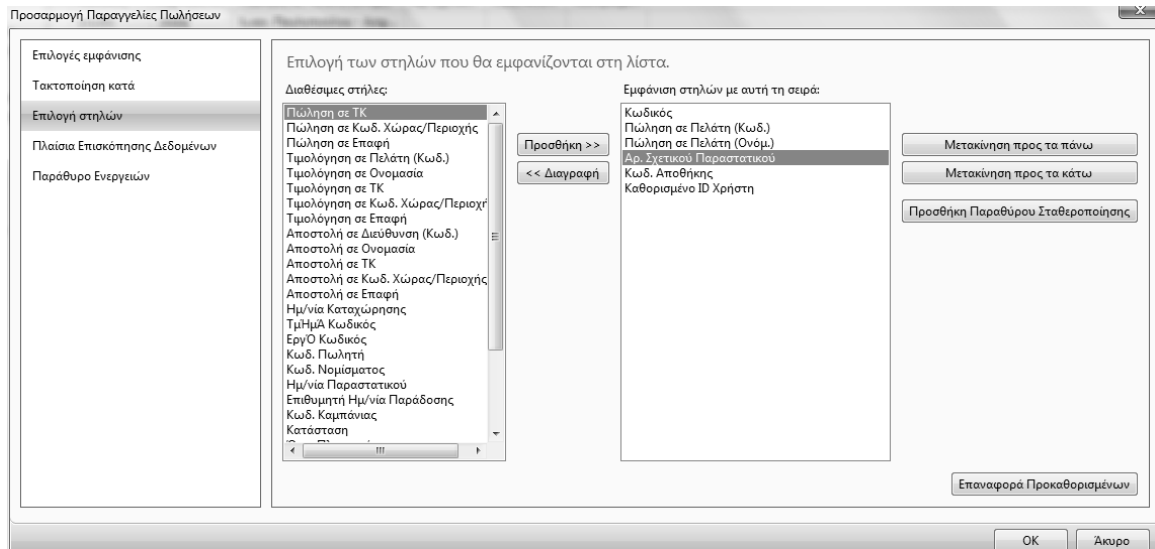 Προσαρμογή Παραγγελίες Πωλήσεων
Επιλογές εμφάνισης
Τακτοποίηση κατά
Επιλογή στηλών
Πλαίσια Επισκόπησης Δεδομένων
Παράθυρο Ενεργειών
Επιλογή των στηλών που θα εμφανίζονται στη λίστα.
Διαθέσιμες στήλες:
Πώληση σε ΤΚ
Πώληση σε Κωδ. Χώρας/Περιοχής
Πώληση σε Επαφή
Τιμολόγηση σε Πελάτη (Κωδ.)
Τιμολόγηση σε Ονομασία
Τιμολόγηση σε ΤΚ
Τιμολόγηση σε Κωδ. Χώρας/Περιοχή
Τιμολόγηση σε Επαφή
Αποστολή σε Διεύθυνση (Κωδ.)
Αποστολή σε Ονομασία
Αποστολή σε ΤΚ
Αποστολή σε Κωδ. Χώρας/Περιοχής
Αποστολή σε Επαφή
Ημ/νία Καταχώρησης
ΤμΉμΆ Κωδικός
ΕργΌ Κωδικός
Κωδ. Πωλητή
Κωδ. Νομίσματος
Ημ/νία Παραστατικού
Επιθυμητή Ημ/νία Παράδοσης
Κωδ. Καμπάνιας
Κατάσταση
Προσθήκη >>
<< Διαγραφή
Εμφάνιση στηλών με αυτή τη σειρά:
Κωδικός
Πώληση σε Πελάτη (Κωδ.)
Πώληση σε Πελάτη (Ονόμ.)
Αρ. Σχετικού Παραστατικού
Κωδ. Αποθήκης
Καθορισμένο ID Χρήστη
Μετακίνηση προς τα πάνω
Μετακίνηση προς τα κάτω
Προσθήκη Παραθύρου Σταθεροποίησης
Επαναφορά Προκαθορισμένων
OK
Άκυρο